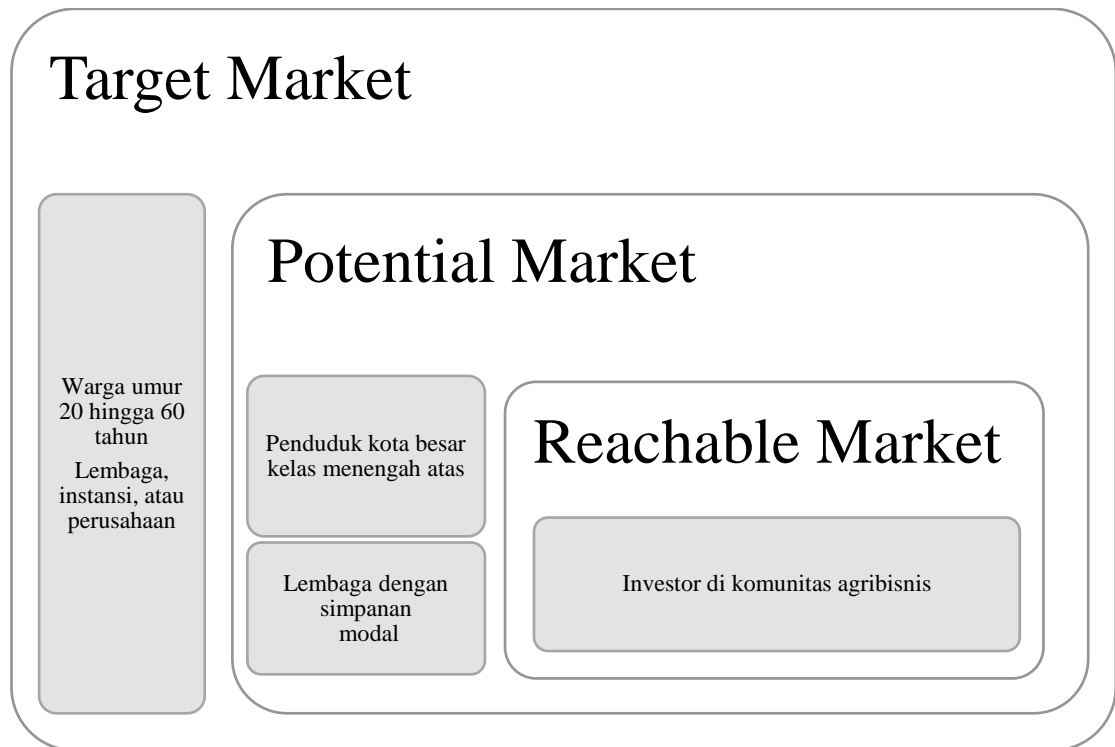 Target Market
Warga umur
20 hingga 60
tahun
Lembaga,
instansi, atau
perusahaan
Potential Market
Penduduk kota besar
kelas menengah atas
Lembaga dengan
simpanan
modal
Reachable Market
Investor di komunitas agribisnis